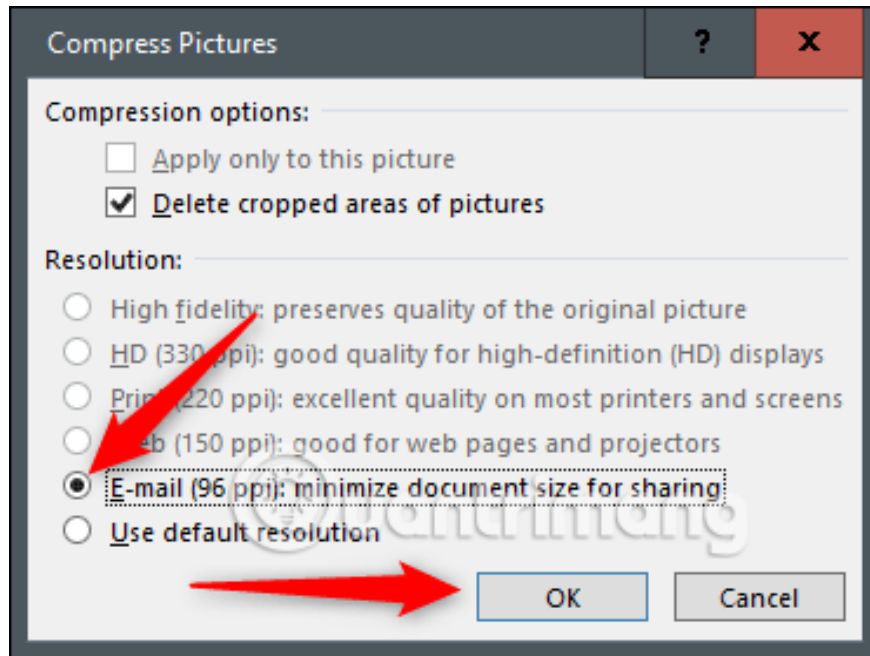 Compress Pictures
? x
Compression options:
Apply only to this picture
Delete cropped areas of pictures
Resolution:
High fidelity: preserves quality of the original picture
HD (330 ppi): good quality for high-definition (HD) displays
Print (220 ppi): excellent quality on most printers and screens
(150 ppi): good for web pages and projectors
E-mail (96 ppi): minimize document size for sharing
Use default resolution
uantrimang
OK Cancel